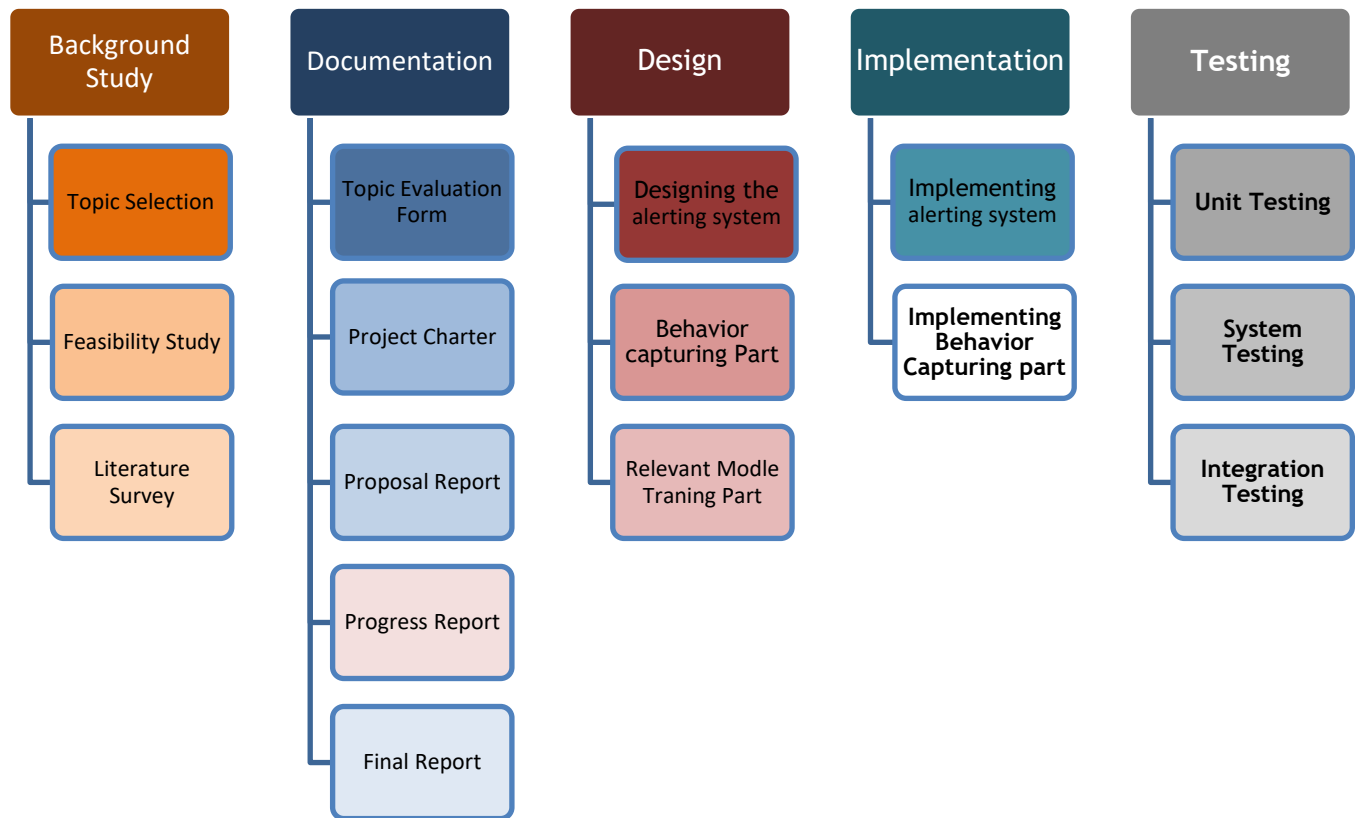 Background
Study
Topic Selection
Feasibility Study
Literature
Survey
Documentation
Topic Evaluation
Form
Project Charter
Proposal Report
Progress Report
Final Report
Design
Designing the
alerting system
Behavior
capturing Part
Relevant Modle
Traning Part
Implementation
Implementing
alerting system
Implementing
Behavior
Capturing part
Testing
Unit Testing
System
Testing
Integration
Testing